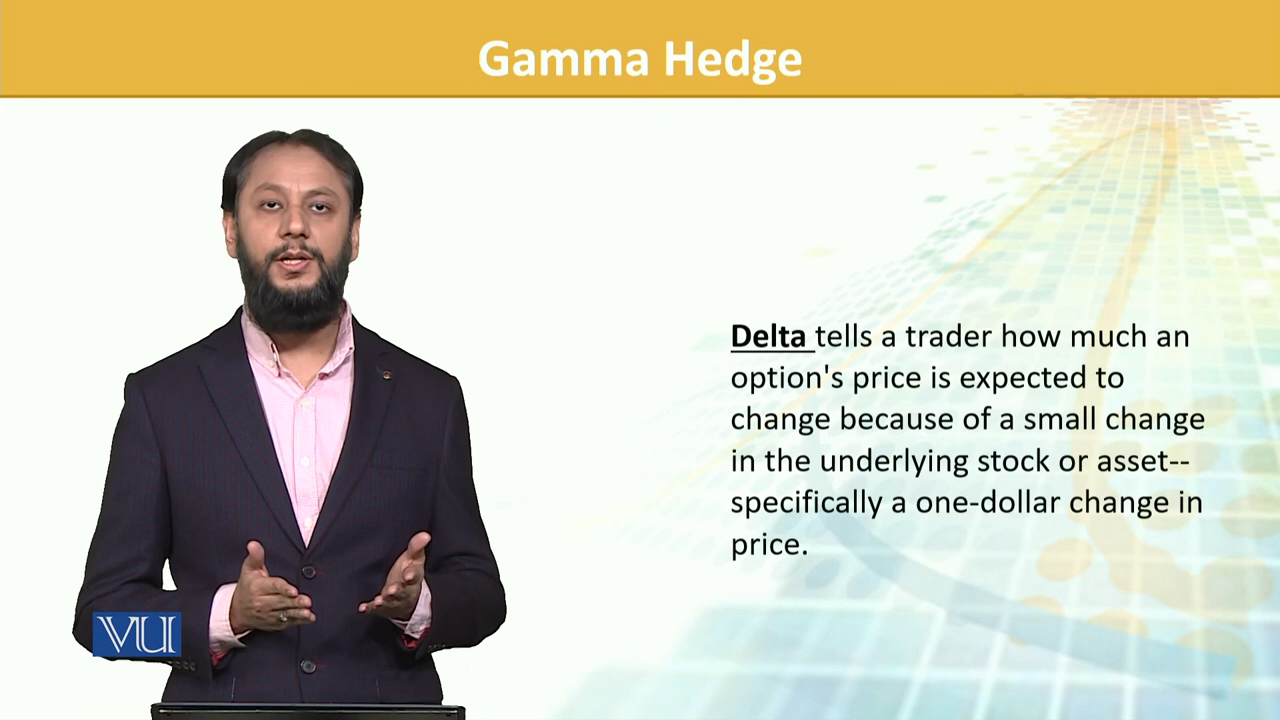 Gamma Hedge
Delta tells a trader how much an
option's price is expected to
change because of a small change
in the underlying stock or asset--
specifically a one-dollar change in
price.
VU